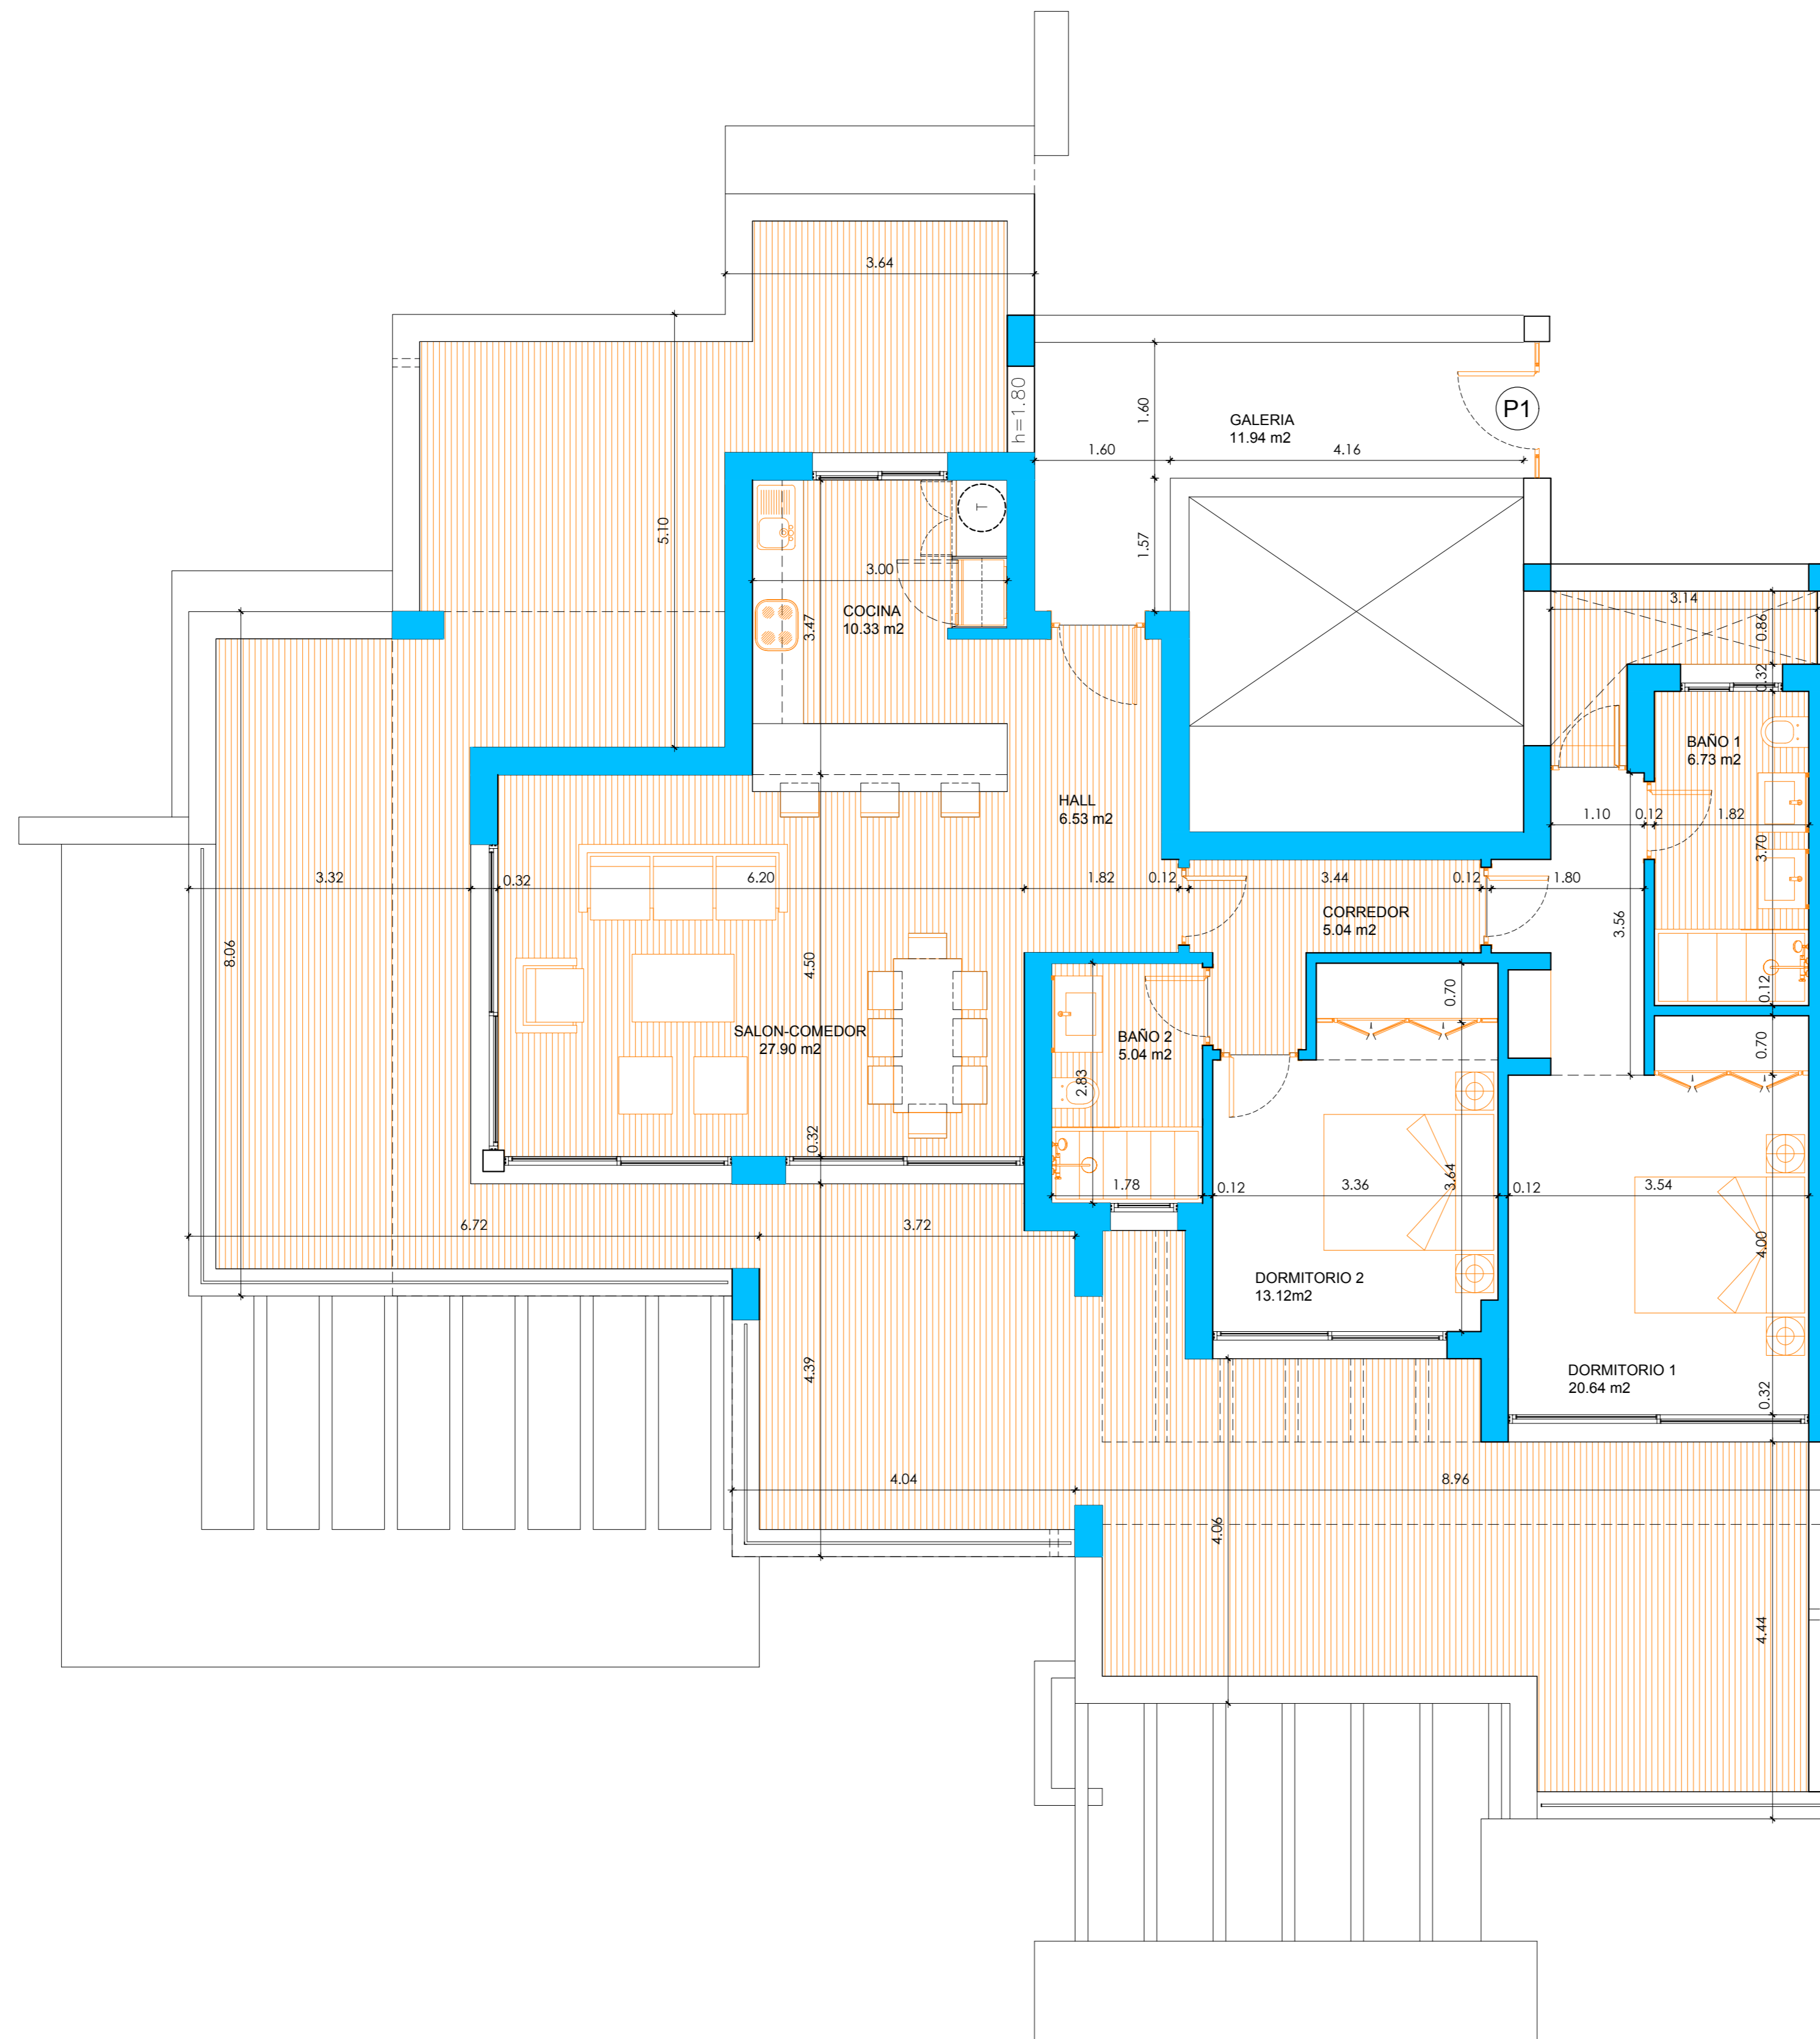 3.64
h=1.80
1.60
GALERIA
11.94 m2
P1
1.60
4.16
5.10
T
1.57
3.00
COCINA
10.33 m2
3.47
3.14
0.86
0.32
BAÑO 1
6.73 m2
HALL
6.53 m2
1.10
0.12
1.82
3.70
3.32
0.32
6.20
1.82
0.12
3.44
0.12
1.80
CORREDOR
5.04 m2
3.56
8.06
4.50
0.70
0.12
SALON-COMEDOR
27.90 m2
BAÑO 2
5.04 m2
0.70
2.83
0.32
1.78
0.12
3.36
3.64
0.12
3.54
6.72
3.72
4.00
DORMITORIO 2
13.12m2
4.39
DORMITORIO 1
20.64 m2
0.32
4.04
8.96
4.06
4.44